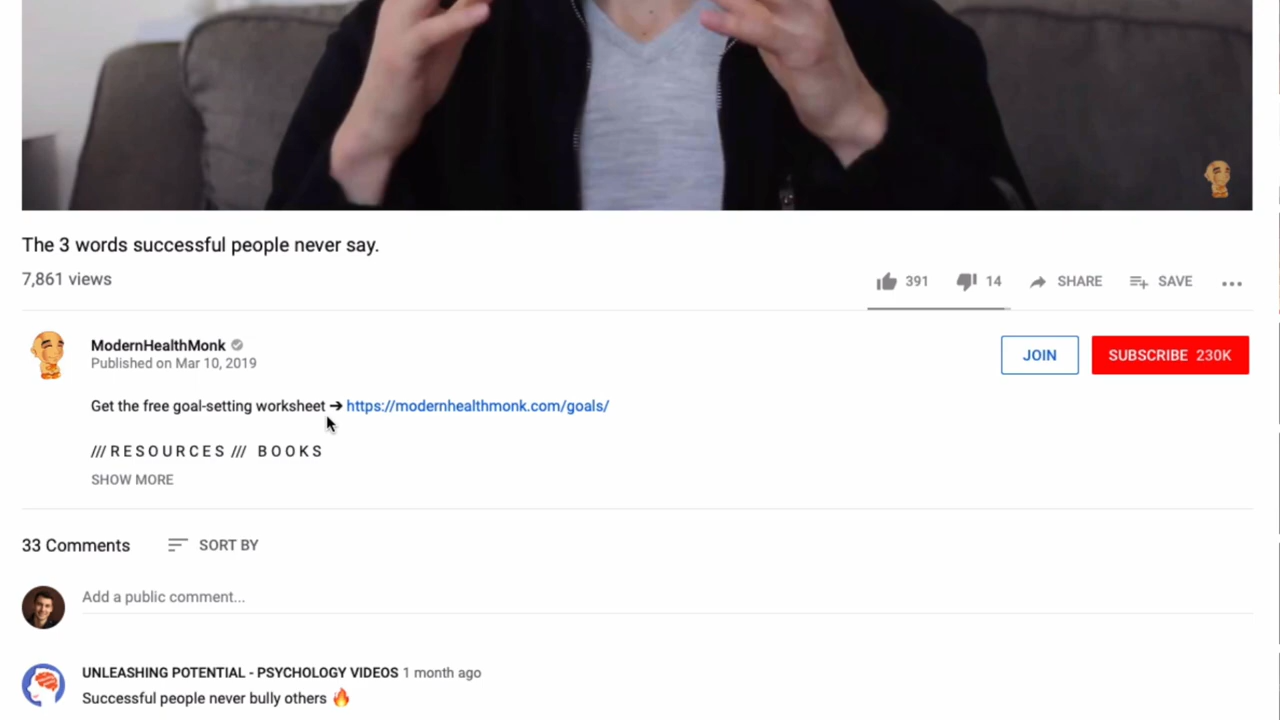 The 3 words successful people never say.
7,861 views
391 14 SHARE SAVE
ModernHealthMonk
Published on Mar 10, 2019
JOIN SUBSCRIBE 230K
Get the free goal-setting worksheet ➔ https://modernhealthmonk.com/goals/
/// R E S O U R C E S /// B O O K S
SHOW MORE
33 Comments SORT BY
Add a public comment...
UNLEASHING POTENTIAL - PSYCHOLOGY VIDEOS 1 month ago
Successful people never bully others 🔥